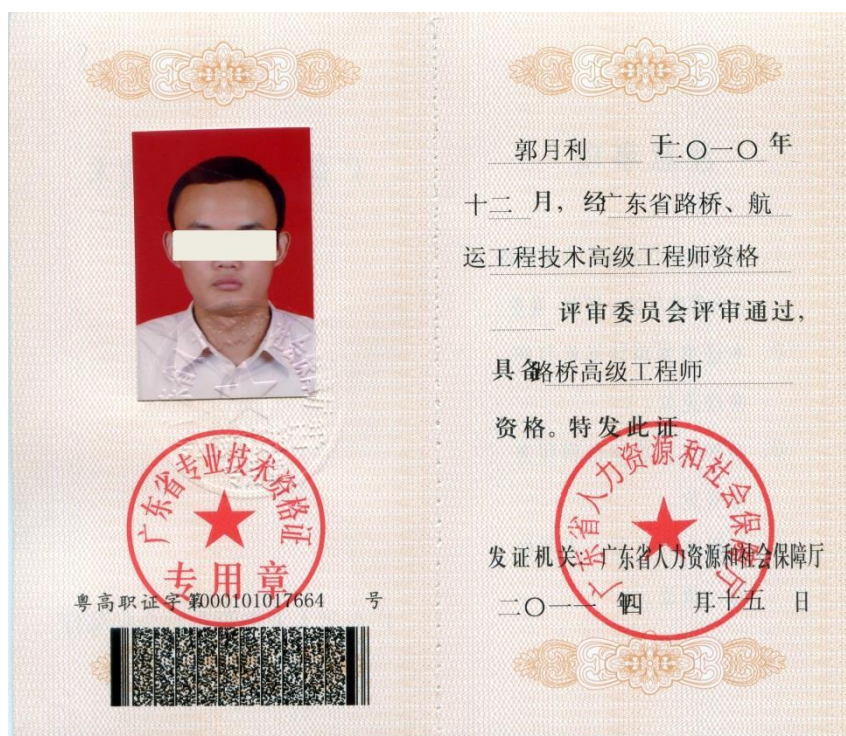 广东省专业技术资格证
专用章
粤高职证字第000101017664 号
郭月利 于二〇一〇年
十二月，经广东省路桥、航
运工程技术高级工程师资格
评审委员会评审通过，
具备路桥高级工程师
资格。特发此证
广东省人力资源和社会保障厅
发证机关：广东省人力资源和社会保障厅
二〇一一年四月十五日